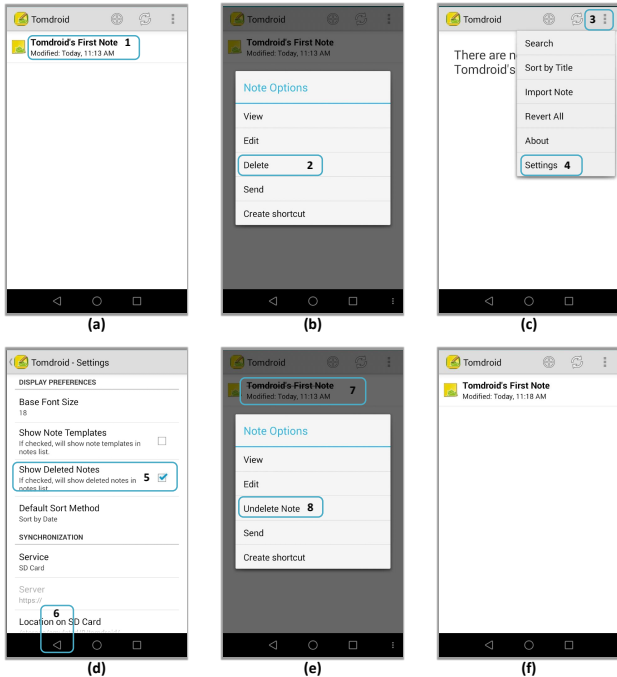 Tomdroid
Tomdroid's First Note 1
Modified: Today, 11:13 AM
(a)
Tomdroid
Tomdroid's First Note
Modified: Today, 11:13 AM
Note Options
View
Edit
Delete 2
Send
Create shortcut
(b)
Tomdroid 3
There are n
Tomdroid's
Search
Sort by Title
Import Note
Revert All
About
Settings 4
(c)
Tomdroid - Settings
DISPLAY PREFERENCES
Base Font Size
18
Show Note Templates
If checked, will show note templates in
notes list.
Show Deleted Notes
If checked, will show deleted notes in 5
notes list.
Default Sort Method
Sort by Date
SYNCHRONIZATION
Service
SD Card
Server
https://
6
Location on SD Card
(d)
Tomdroid
Tomdroid's First Note
Modified: Today, 11:13 AM 7
Note Options
View
Edit
Undelete Note 8
Send
Create shortcut
(e)
Tomdroid
Tomdroid's First Note
Modified: Today, 11:18 AM
(f)